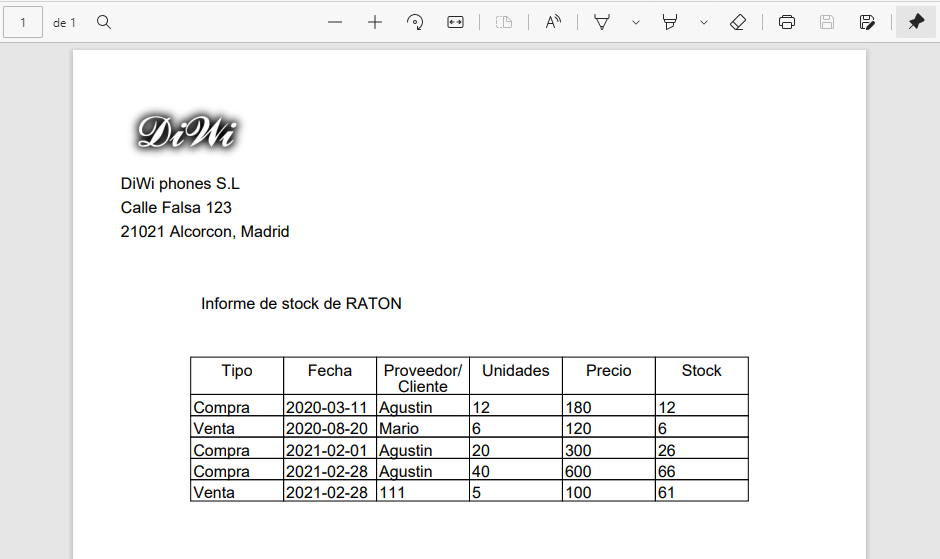 1 de 1
DiWi
DiWi phones S.L
Calle Falsa 123
21021 Alcorcon, Madrid
Informe de stock de RATON
Tipo Fecha Proveedor/ Cliente Unidades Precio Stock
Compra 2020-03-11 Agustin 12 180 12
Venta 2020-08-20 Mario 6 120 6
Compra 2021-02-01 Agustin 20 300 26
Compra 2021-02-28 Agustin 40 600 66
Venta 2021-02-28 111 5 100 61